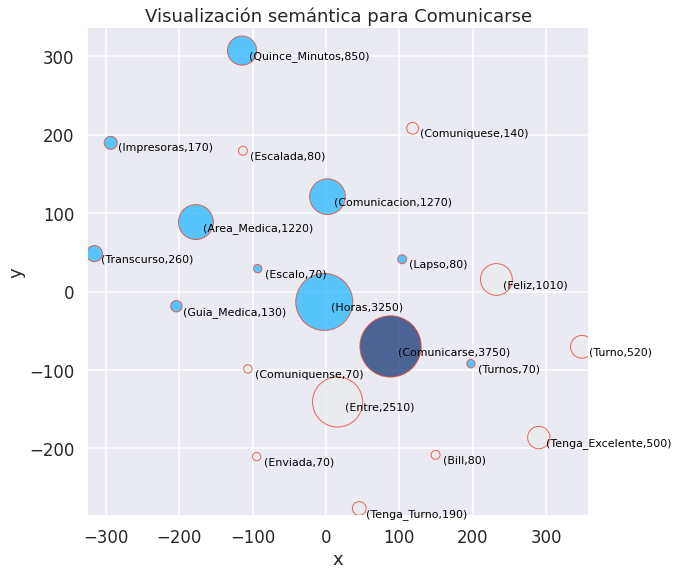 Visualización semántica para Comunicarse
300
(Quince_Minutos,850)
200
(Comuniquese,140)
(Impresoras,170)
(Escalada,80)
100
(Comunicacion,1270)
(Area_Medica,1220)
(Transcurso,260)
(Lapso,80)
(Escalo,70)
y
0
(Feliz,1010)
(Horas,3250)
(Guia_Medica,130)
(Comunicarse,3750)
(Turno,520)
−100
(Turnos,70)
(Comuniquense,70)
(Entre,2510)
−200
(Tenga_Excelente,500)
(Enviada,70)
(Bill,80)
(Tenga_Turno,190)
−300
−200
−100
0
100
200
300
x